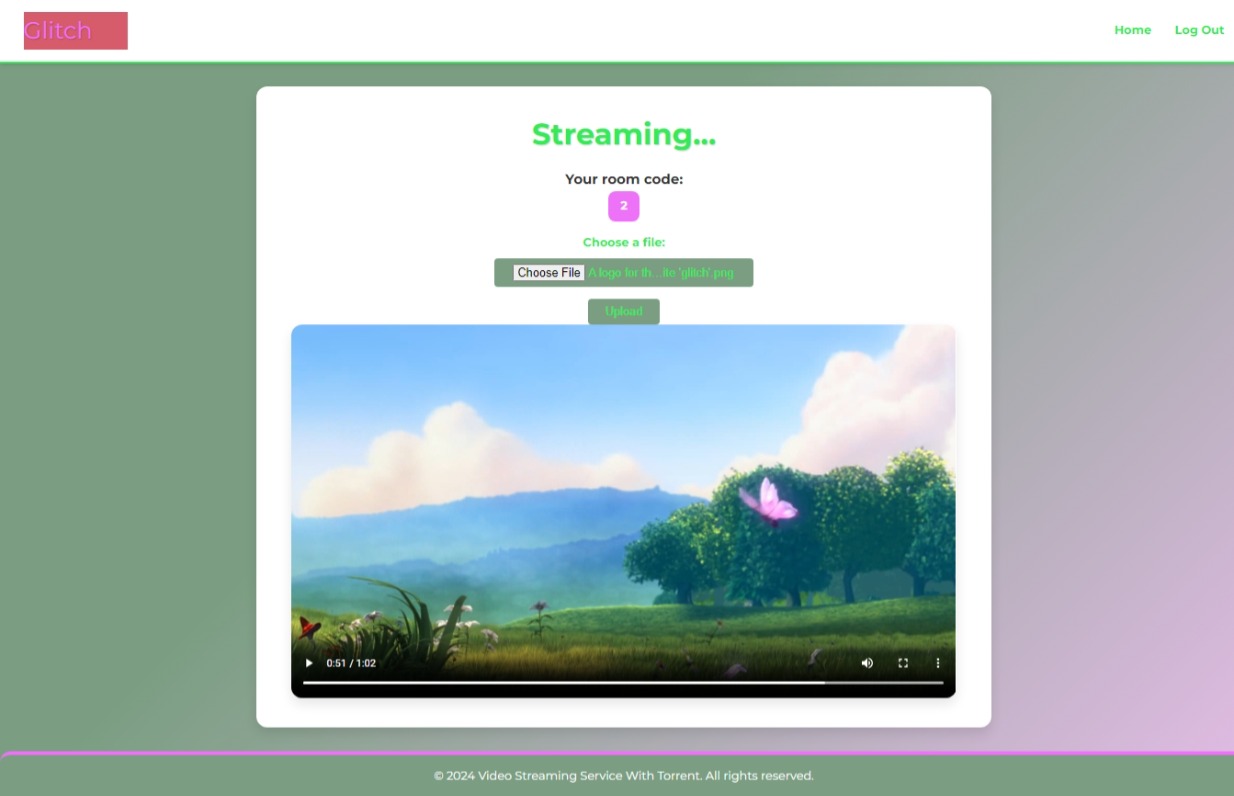 Glitch
Home
Log Out
Streaming...
Your room code:
2
Choose a file:
Choose File A logo for th...ite 'glitch'.png
Upload
0:51 / 1:02
© 2024 Video Streaming Service With Torrent. All rights reserved.